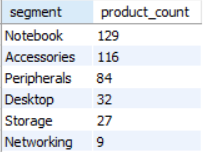 segment product_count
Notebook 129
Accessories 116
Peripherals 84
Desktop 32
Storage 27
Networking 9